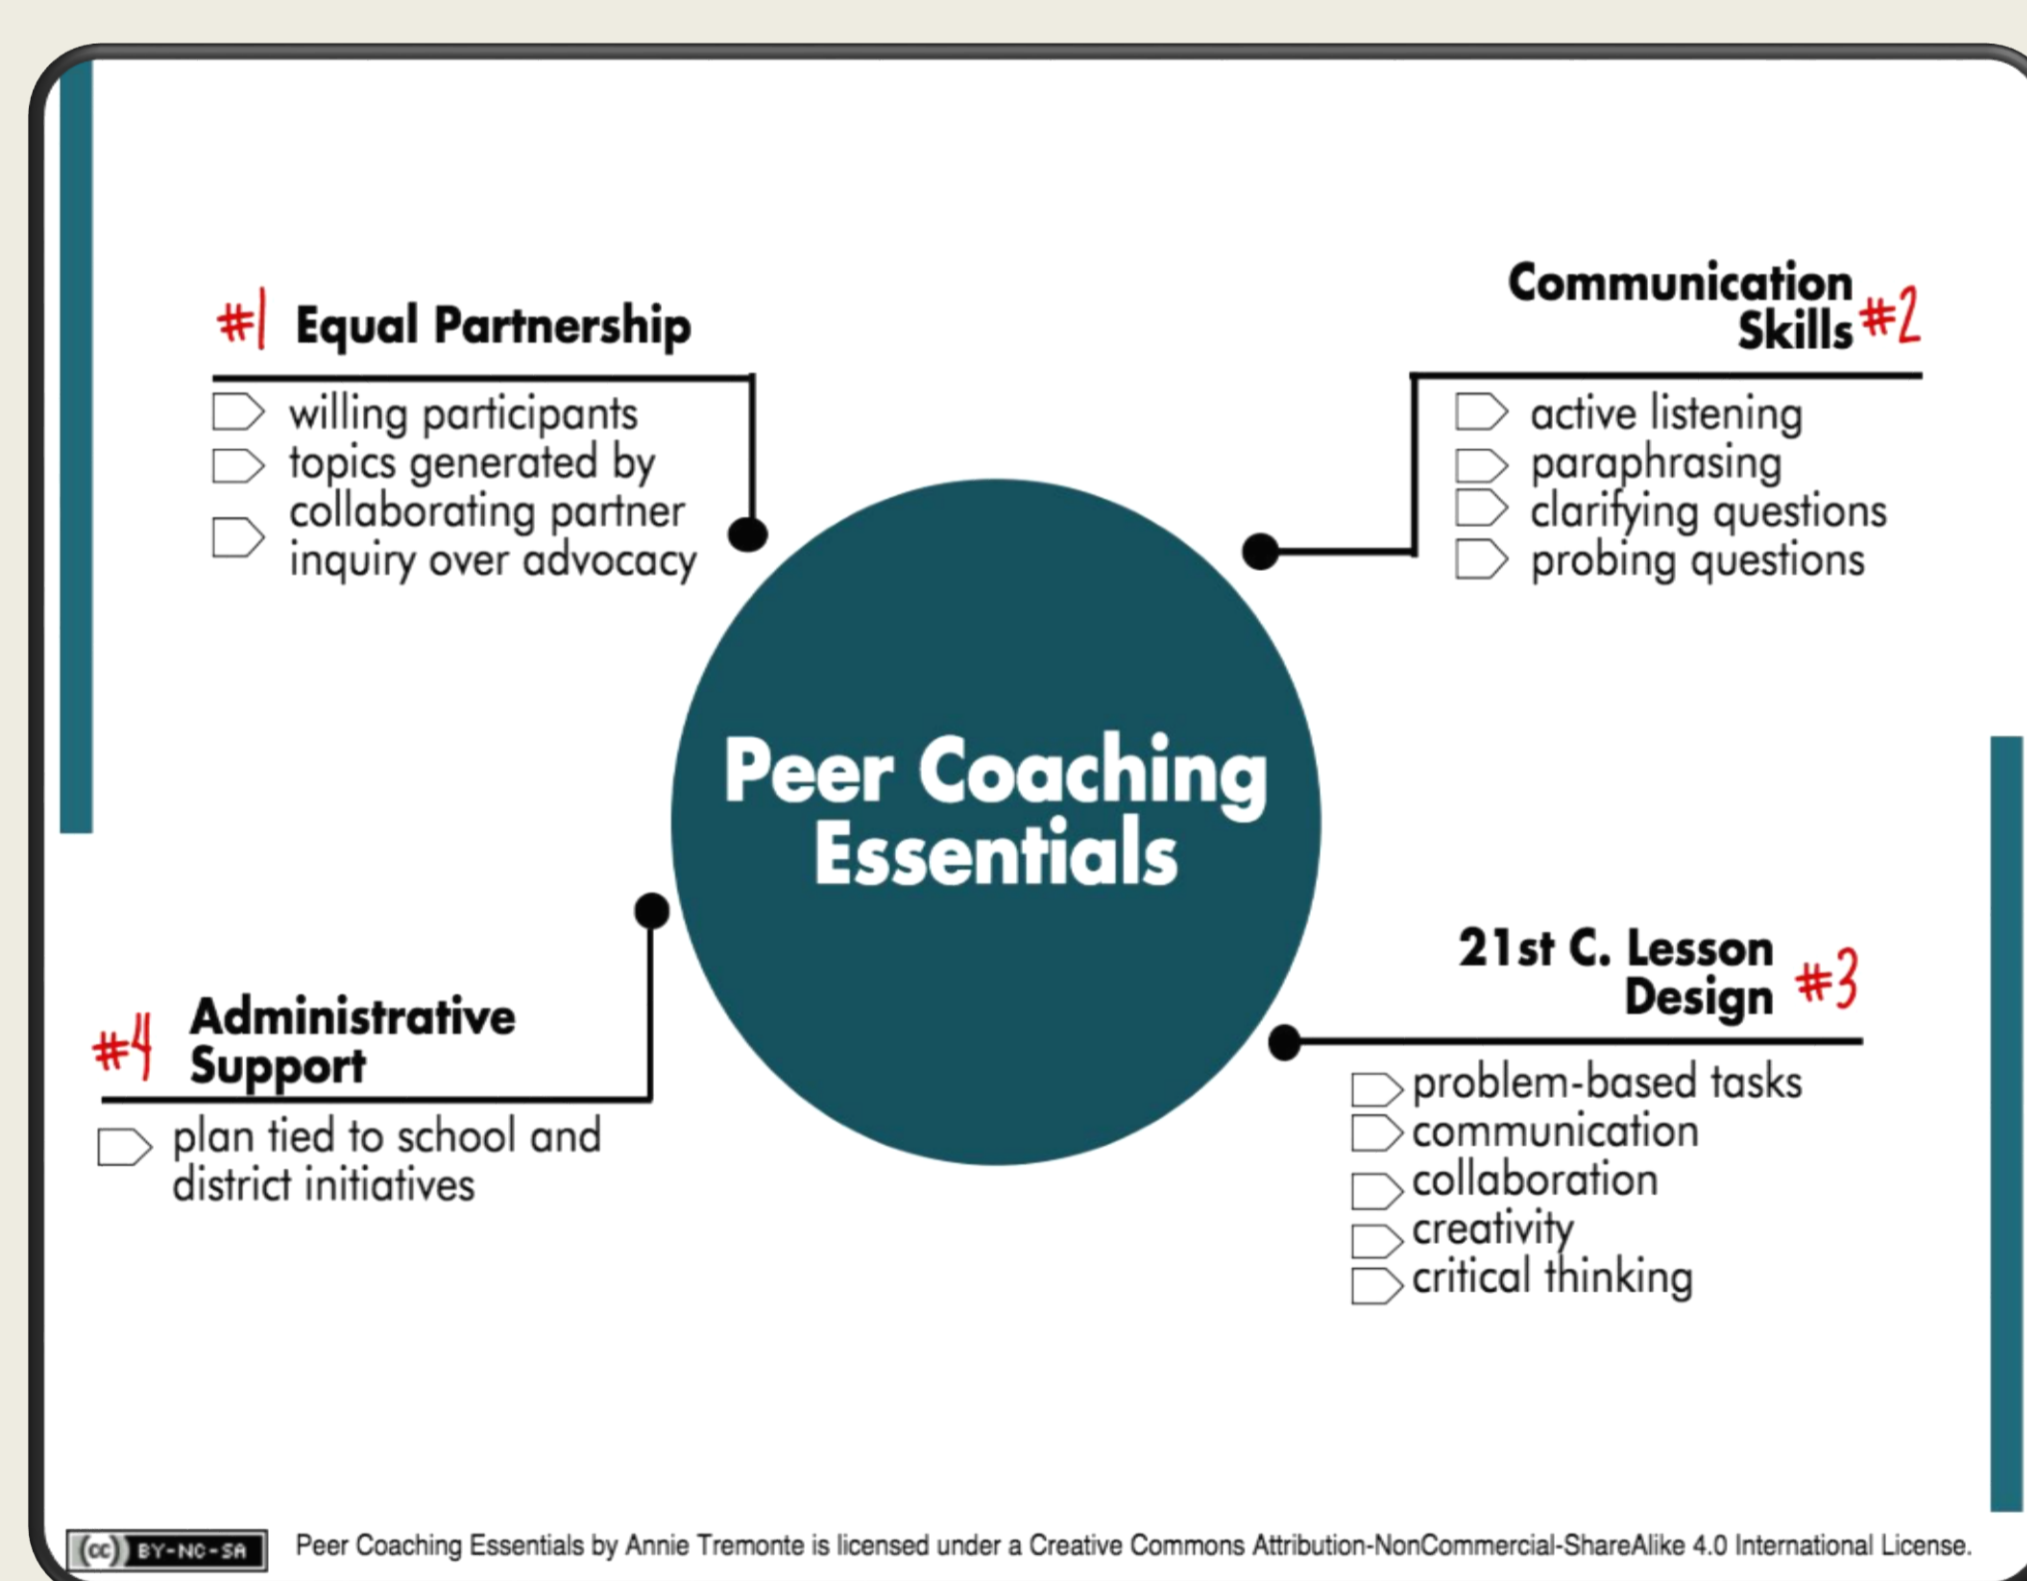 #1 Equal Partnership
willing participants
topics generated by
collaborating partner
inquiry over advocacy
Communication
Skills #2
active listening
paraphrasing
clarifying questions
probing questions
Peer Coaching
Essentials
21st C. Lesson
Design #3
problem-based tasks
communication
collaboration
creativity
critical thinking
#4 Administrative
Support
plan tied to school and
district initiatives
(cc) BY-NC-SA
Peer Coaching Essentials by Annie Tremonte is licensed under a Creative Commons Attribution-NonCommercial-ShareAlike 4.0 International License.